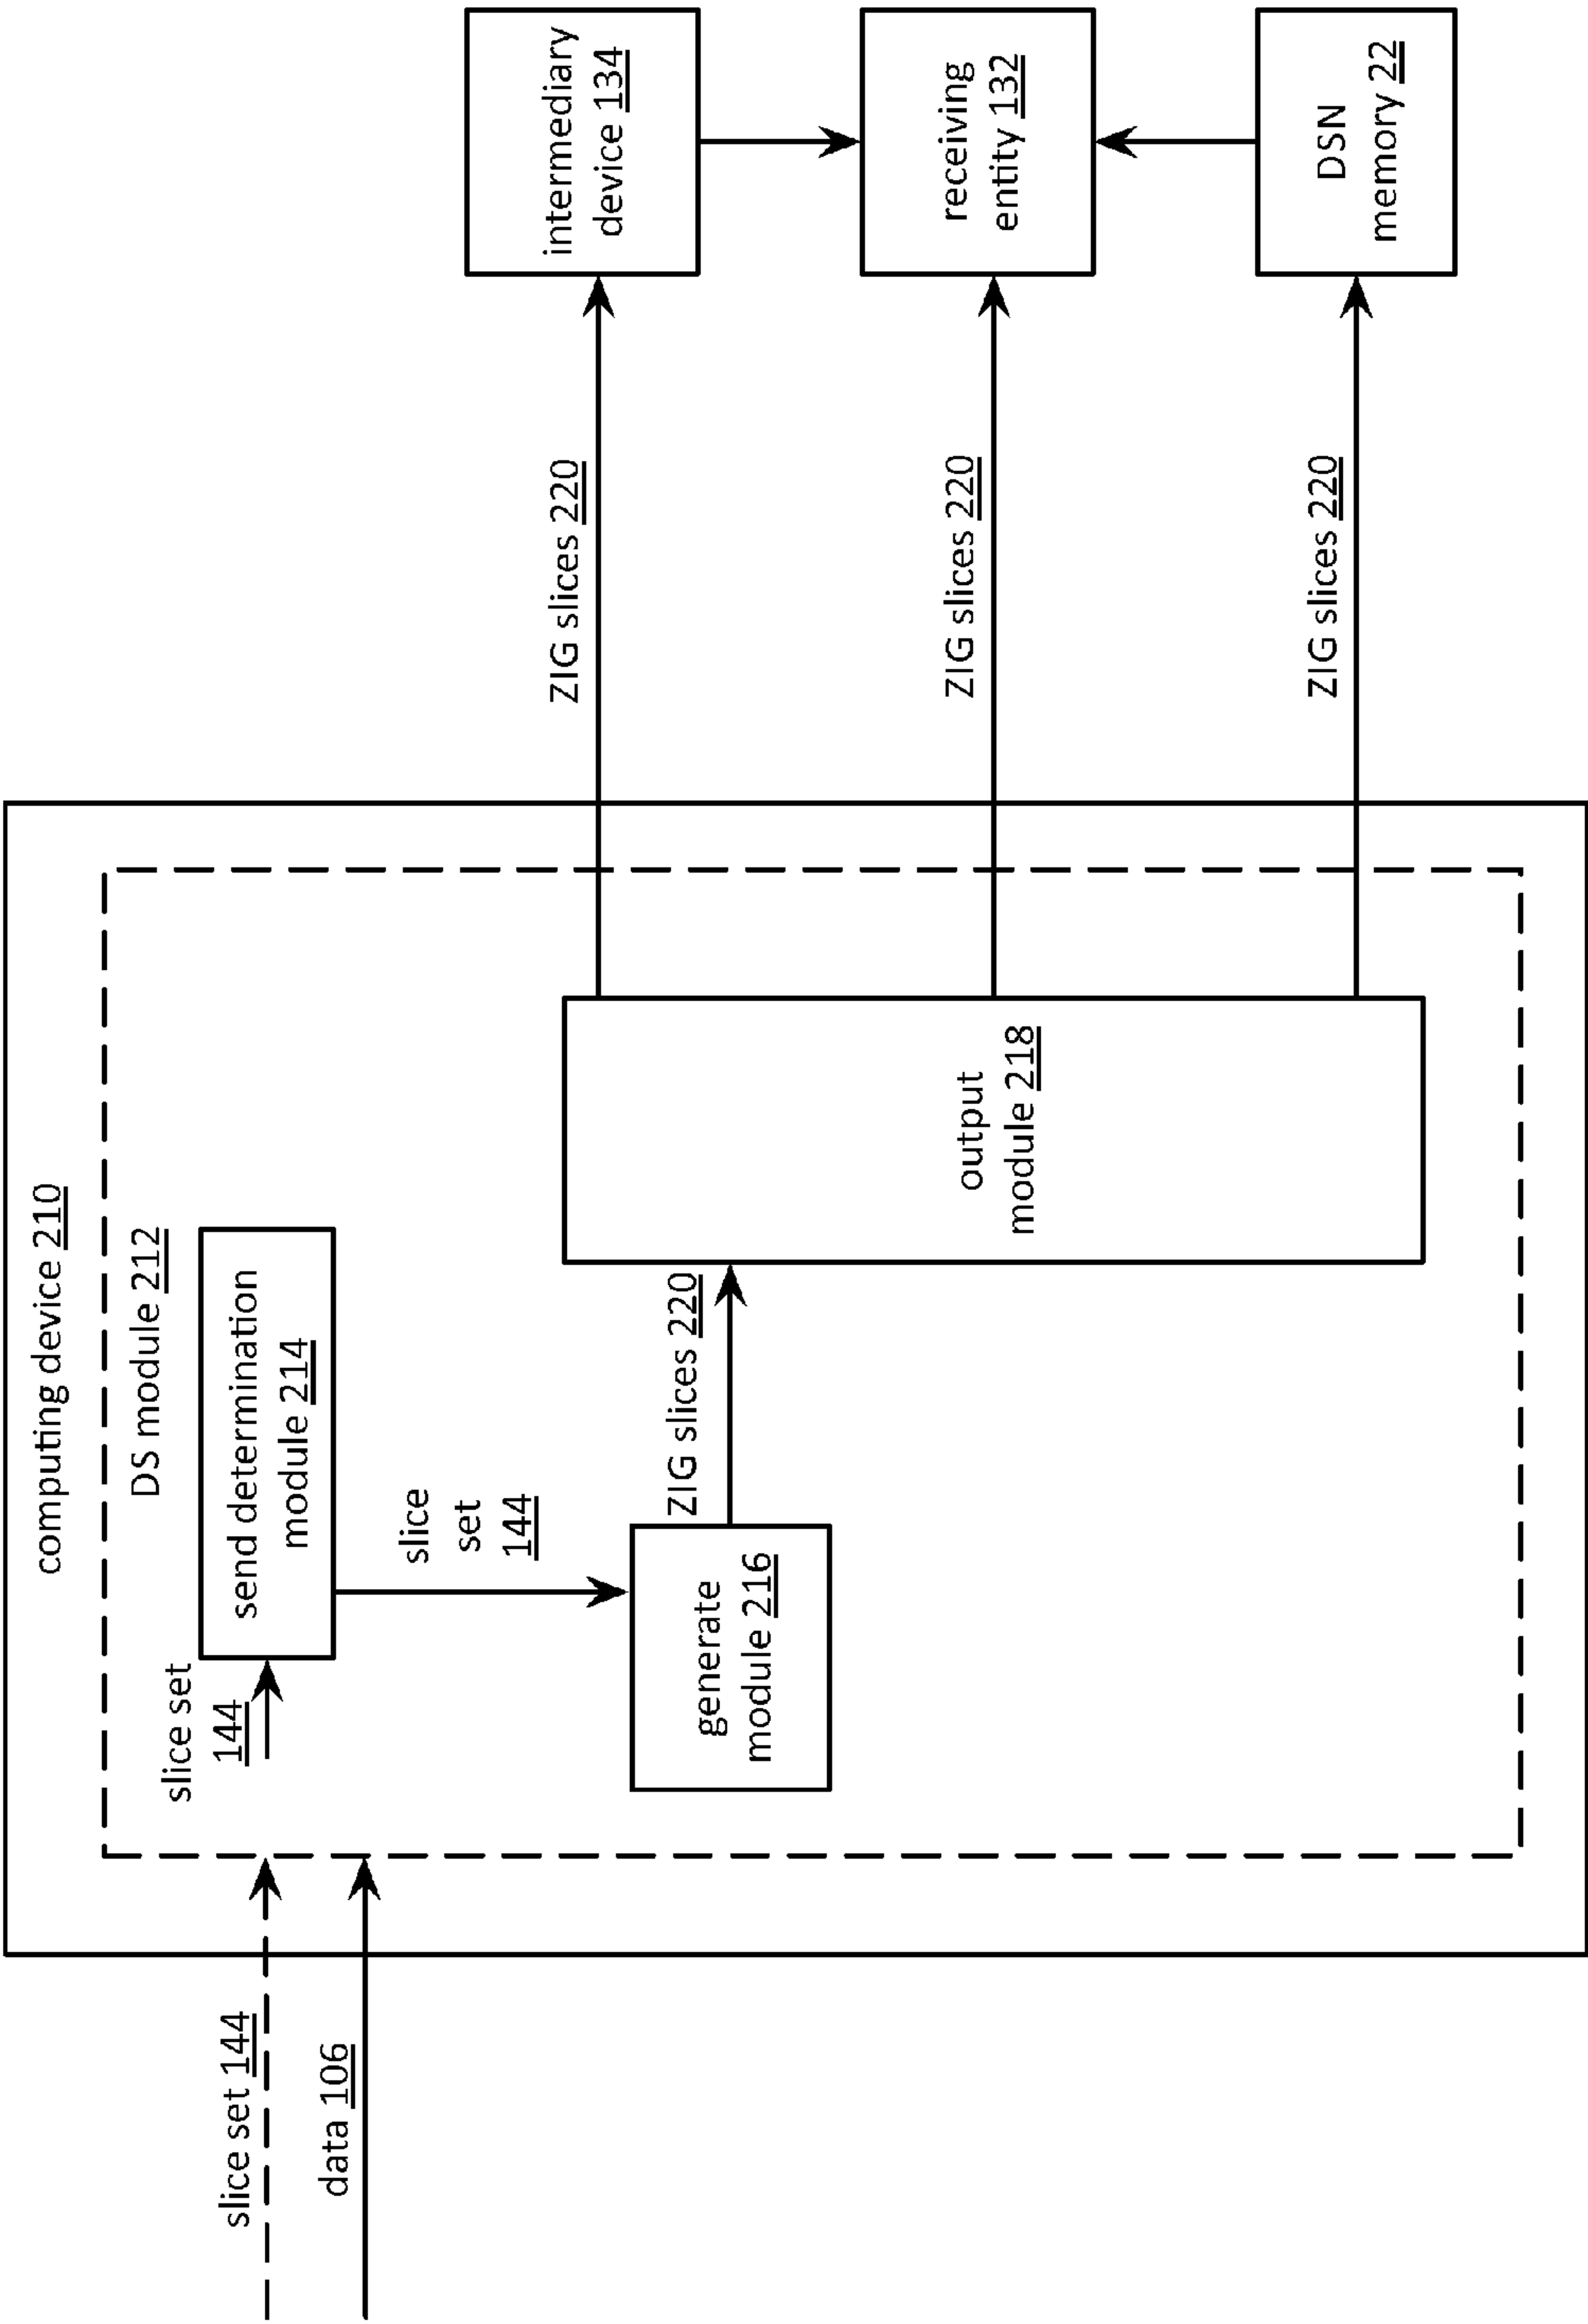 computing device 210
DS module 212
slice set 144
data 106
slice set
144
send determination
module 214
slice
set
144
generate
module 216
ZIG slices 220
output
module 218
ZIG slices 220
ZIG slices 220
ZIG slices 220
intermediary
device 134
receiving
entity 132
DSN
memory 22